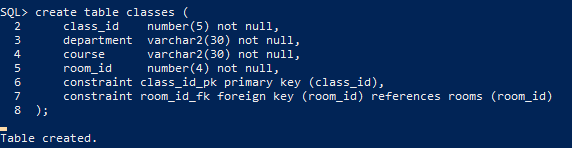 SQL> create table classes (
  2      class_id    number(5) not null,
  3      department  varchar2(30) not null,
  4      course      varchar2(30) not null,
  5      room_id     number(4) not null,
  6      constraint class_id_pk primary key (class_id),
  7      constraint room_id_fk foreign key (room_id) references rooms (room_id)
  8  );
Table created.